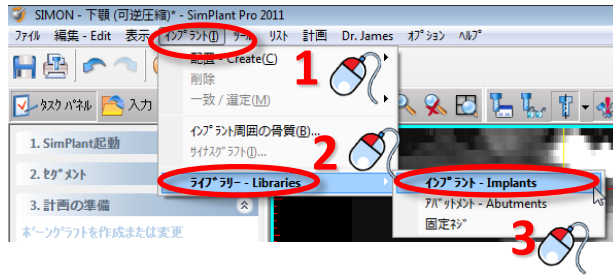 SIMON - 下顎 (可逆圧縮)* - SimPlant Pro 2011
ファイル 編集 - Edit 表示 インプラント(I) ツール リスト 計画 Dr. James オプション ヘルプ
配置 - Create(C)
1
削除
タスク パネル 入力
一致 / 選定(M)
インプラント周囲の骨質(B)...
1. SimPlant起動
サイナスグラフト(I)...
2
2. セグメント
ライブラリー - Libraries
インプラント - Implants
3. 計画の準備
アバットメント - Abutments
ボーングラフトを作成または変更
固定ネジ
3